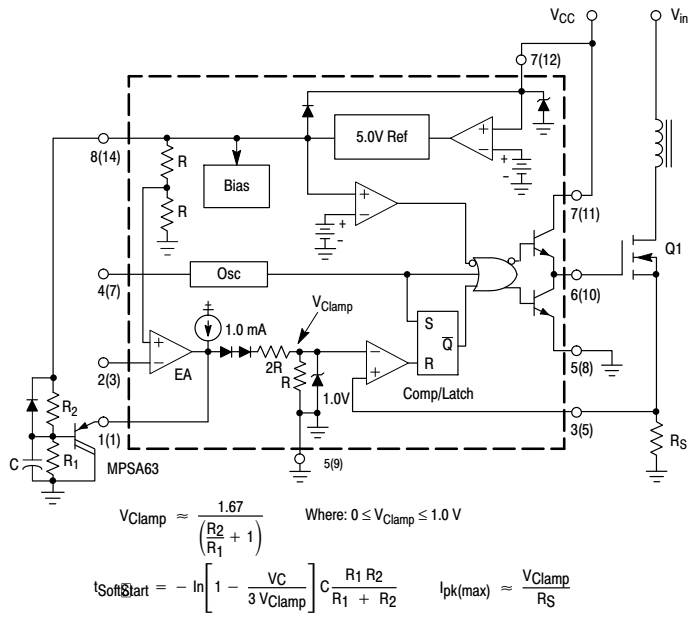 VCC
Vin
7(12)
5.0V Ref
+
−
+
-
8(14)
R
Bias
R
+
−
+
-
7(11)
Q1
4(7)
Osc
6(10)
VClamp
+
1.0 mA
S
Q
R
5(8)
2(3)
+
−
EA
2R
R
1.0V
−
+
Comp/Latch
3(5)
R2
1(1)
C
R1
MPSA63
5(9)
RS
VClamp ≈ 1.67 / (R2/R1 + 1) Where: 0 ≤ VClamp ≤ 1.0 V
= − ln[1 − VC / 3 VClamp] C R1 R2 / R1 + R2 Ipk(max) ≈ VClamp / RS